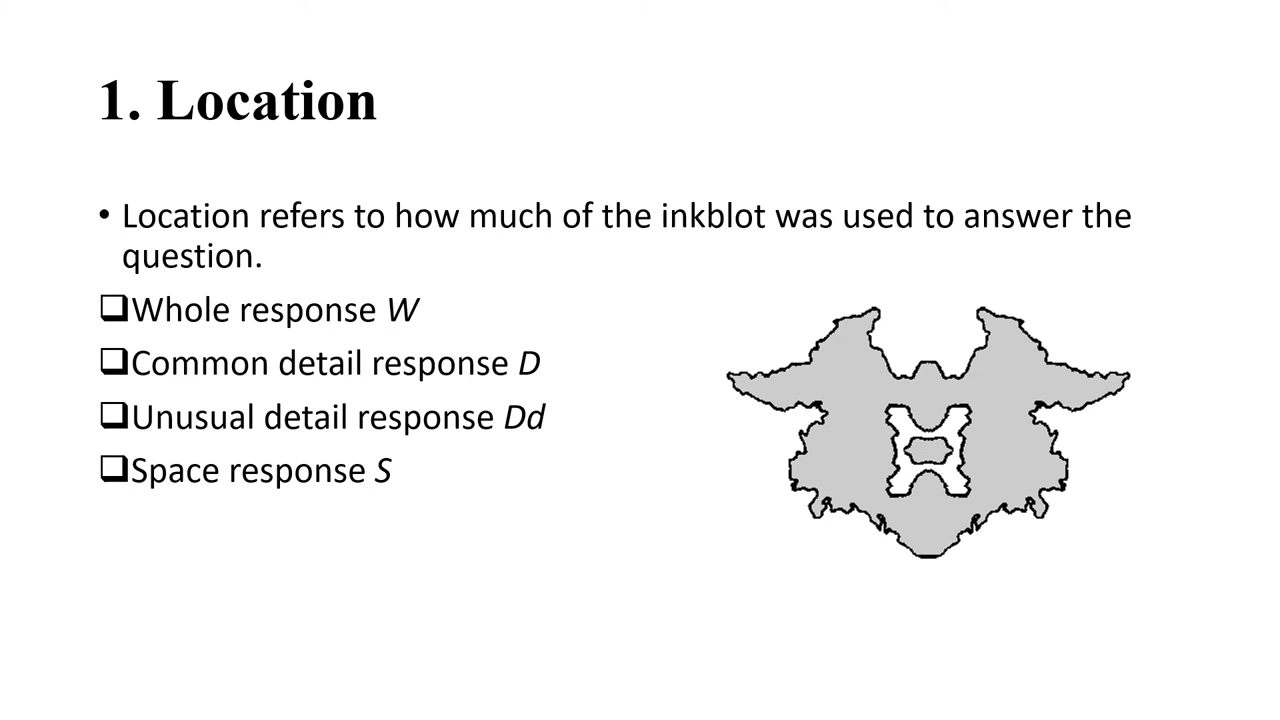 1. Location
• Location refers to how much of the inkblot was used to answer the
question.
❑Whole response W
❑Common detail response D
❑Unusual detail response Dd
❑Space response S